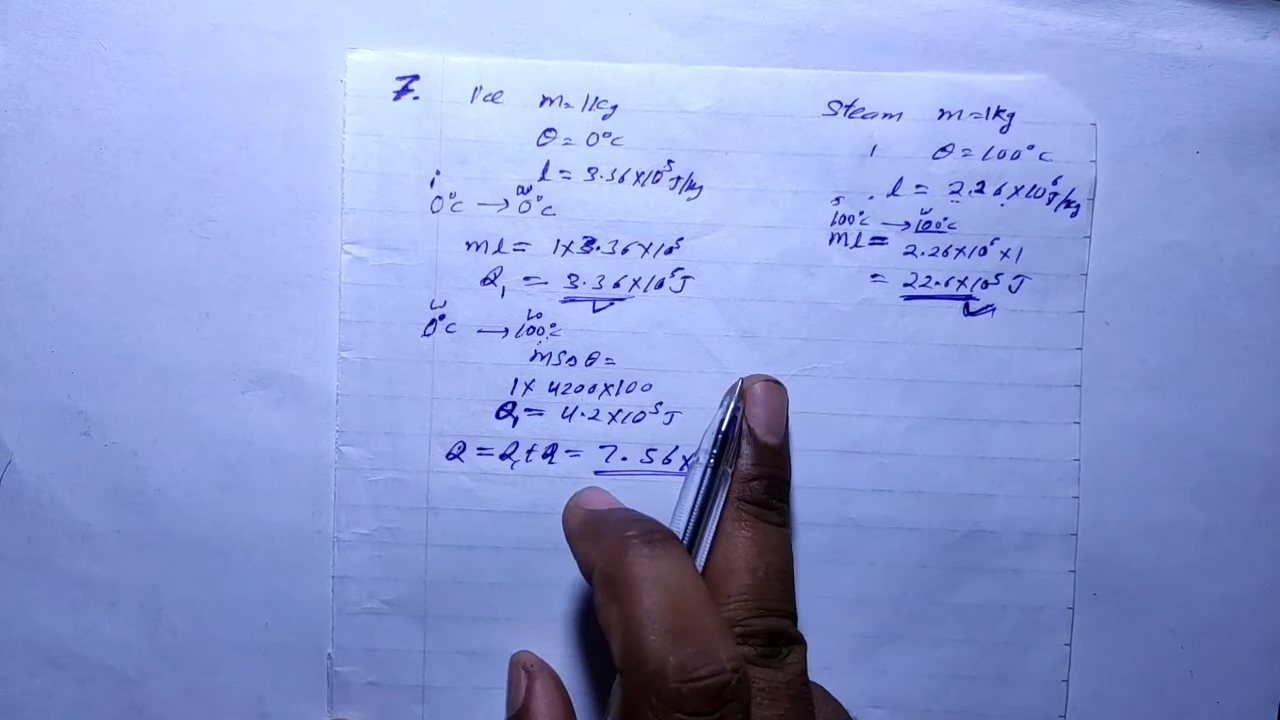 7. Ice m = 1kg
θ = 0°C
l = 3.36×10⁵ J/kg
i w
0°C → 0°C
ml = 1×3.36×10⁵
Q₁ = 3.36×10⁵ J
w w
0°C → 100°C
msΔθ =
1× 4200×100
Q₁ = 4.2×10⁵ J
Q = Q₁ + Q = 7.56×
Steam m=1kg
θ = 100°C
l = 2.26×10⁶ J/kg
s w
100°C → 100°C
ml = 2.26×10⁶×1
= 22.6×10⁵ J